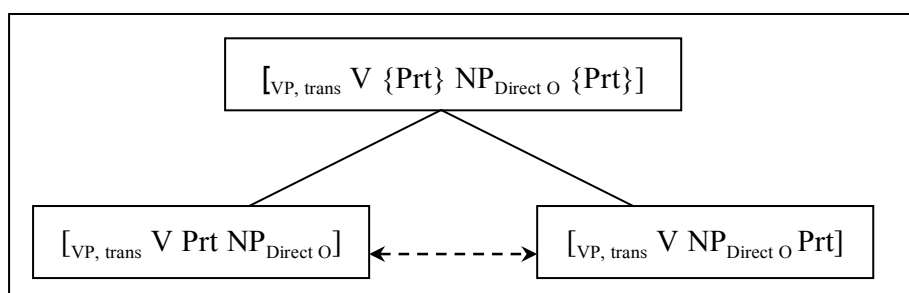 [VP, trans V {Prt} NPDirect O {Prt}]
[VP, trans V Prt NPDirect O]
[VP, trans V NPDirect O Prt]